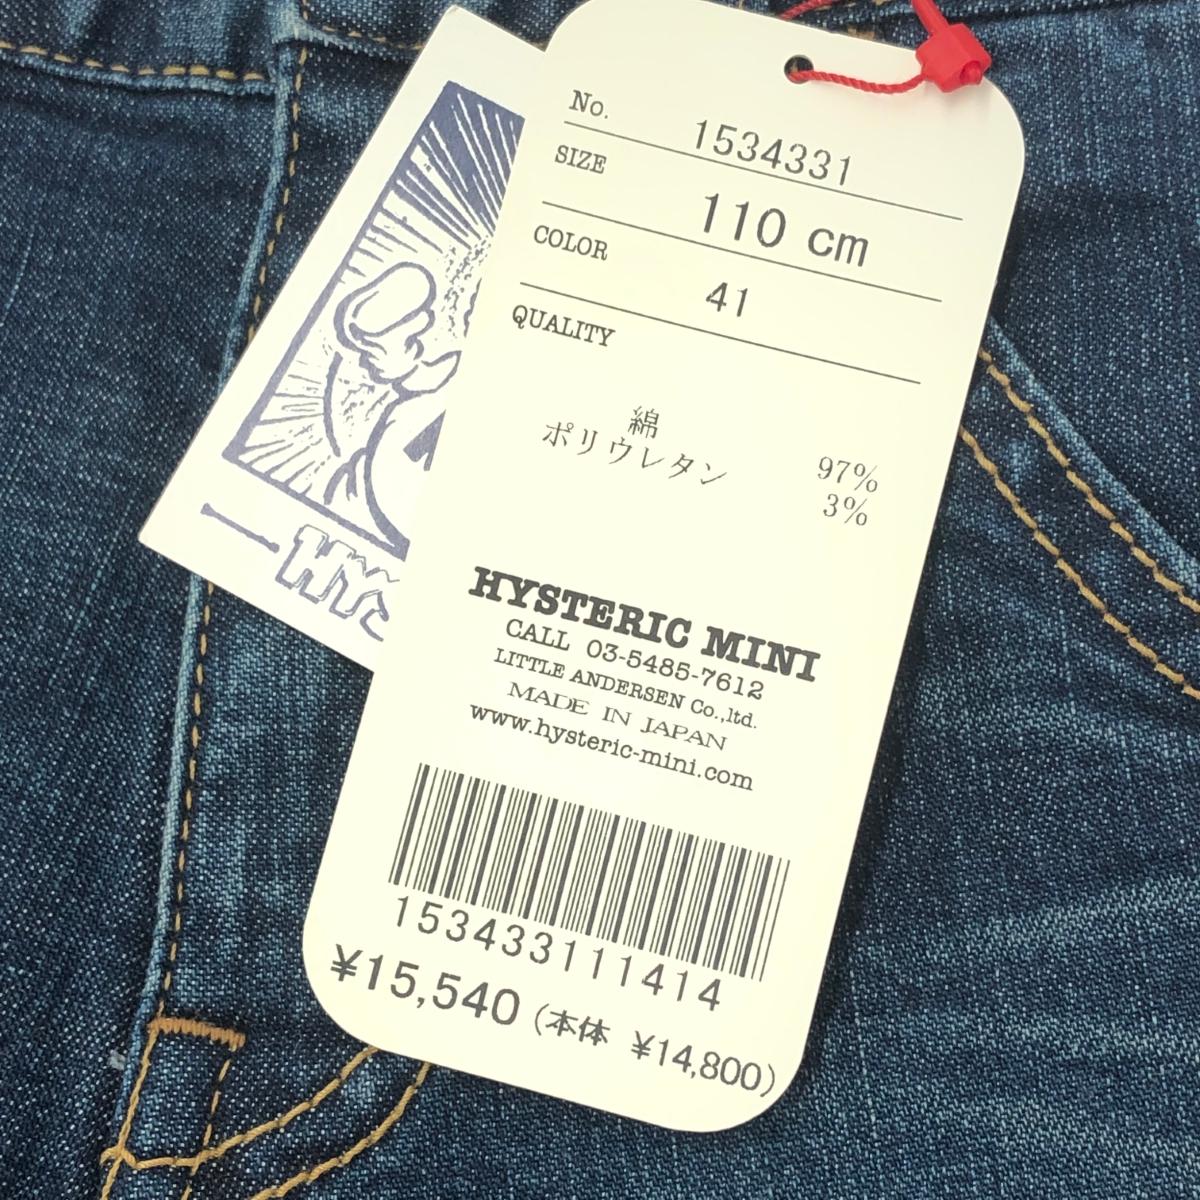 No. 1534331
SIZE 110 cm
COLOR 41
QUALITY
綿 97%
ポリウレタン 3%
HYSTERIC MINI
CALL 03-5485-7612
LITTLE ANDERSEN Co.,ltd.
MADE IN JAPAN
www.hysteric-mini.com
153433111414
¥15,540 (本体 ¥14,800)
HYS